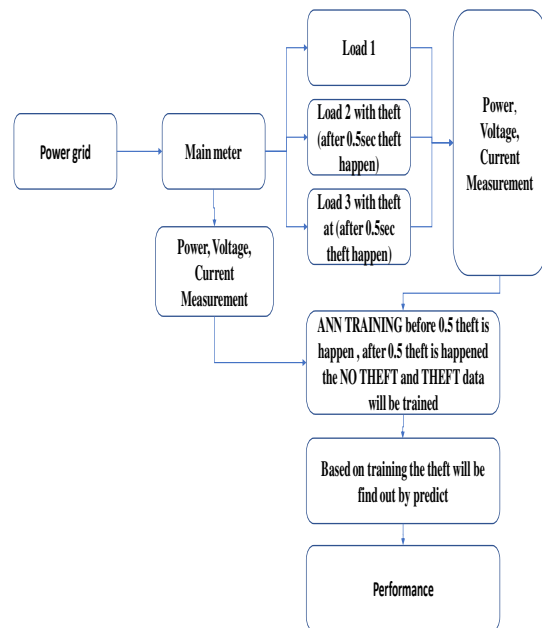 Load 1
Power grid
Main meter
Load 2 with theft
(after 0.5sec theft
happen)
Load 3 with theft
at (after 0.5sec
theft happen)
Power,
Voltage,
Current
Measurement
Power, Voltage,
Current
Measurement
ANN TRAINING before 0.5 theft is
happen , after 0.5 theft is happened
the NO THEFT and THEFT data
will be trained
Based on training the theft will be
find out by predict
Performance